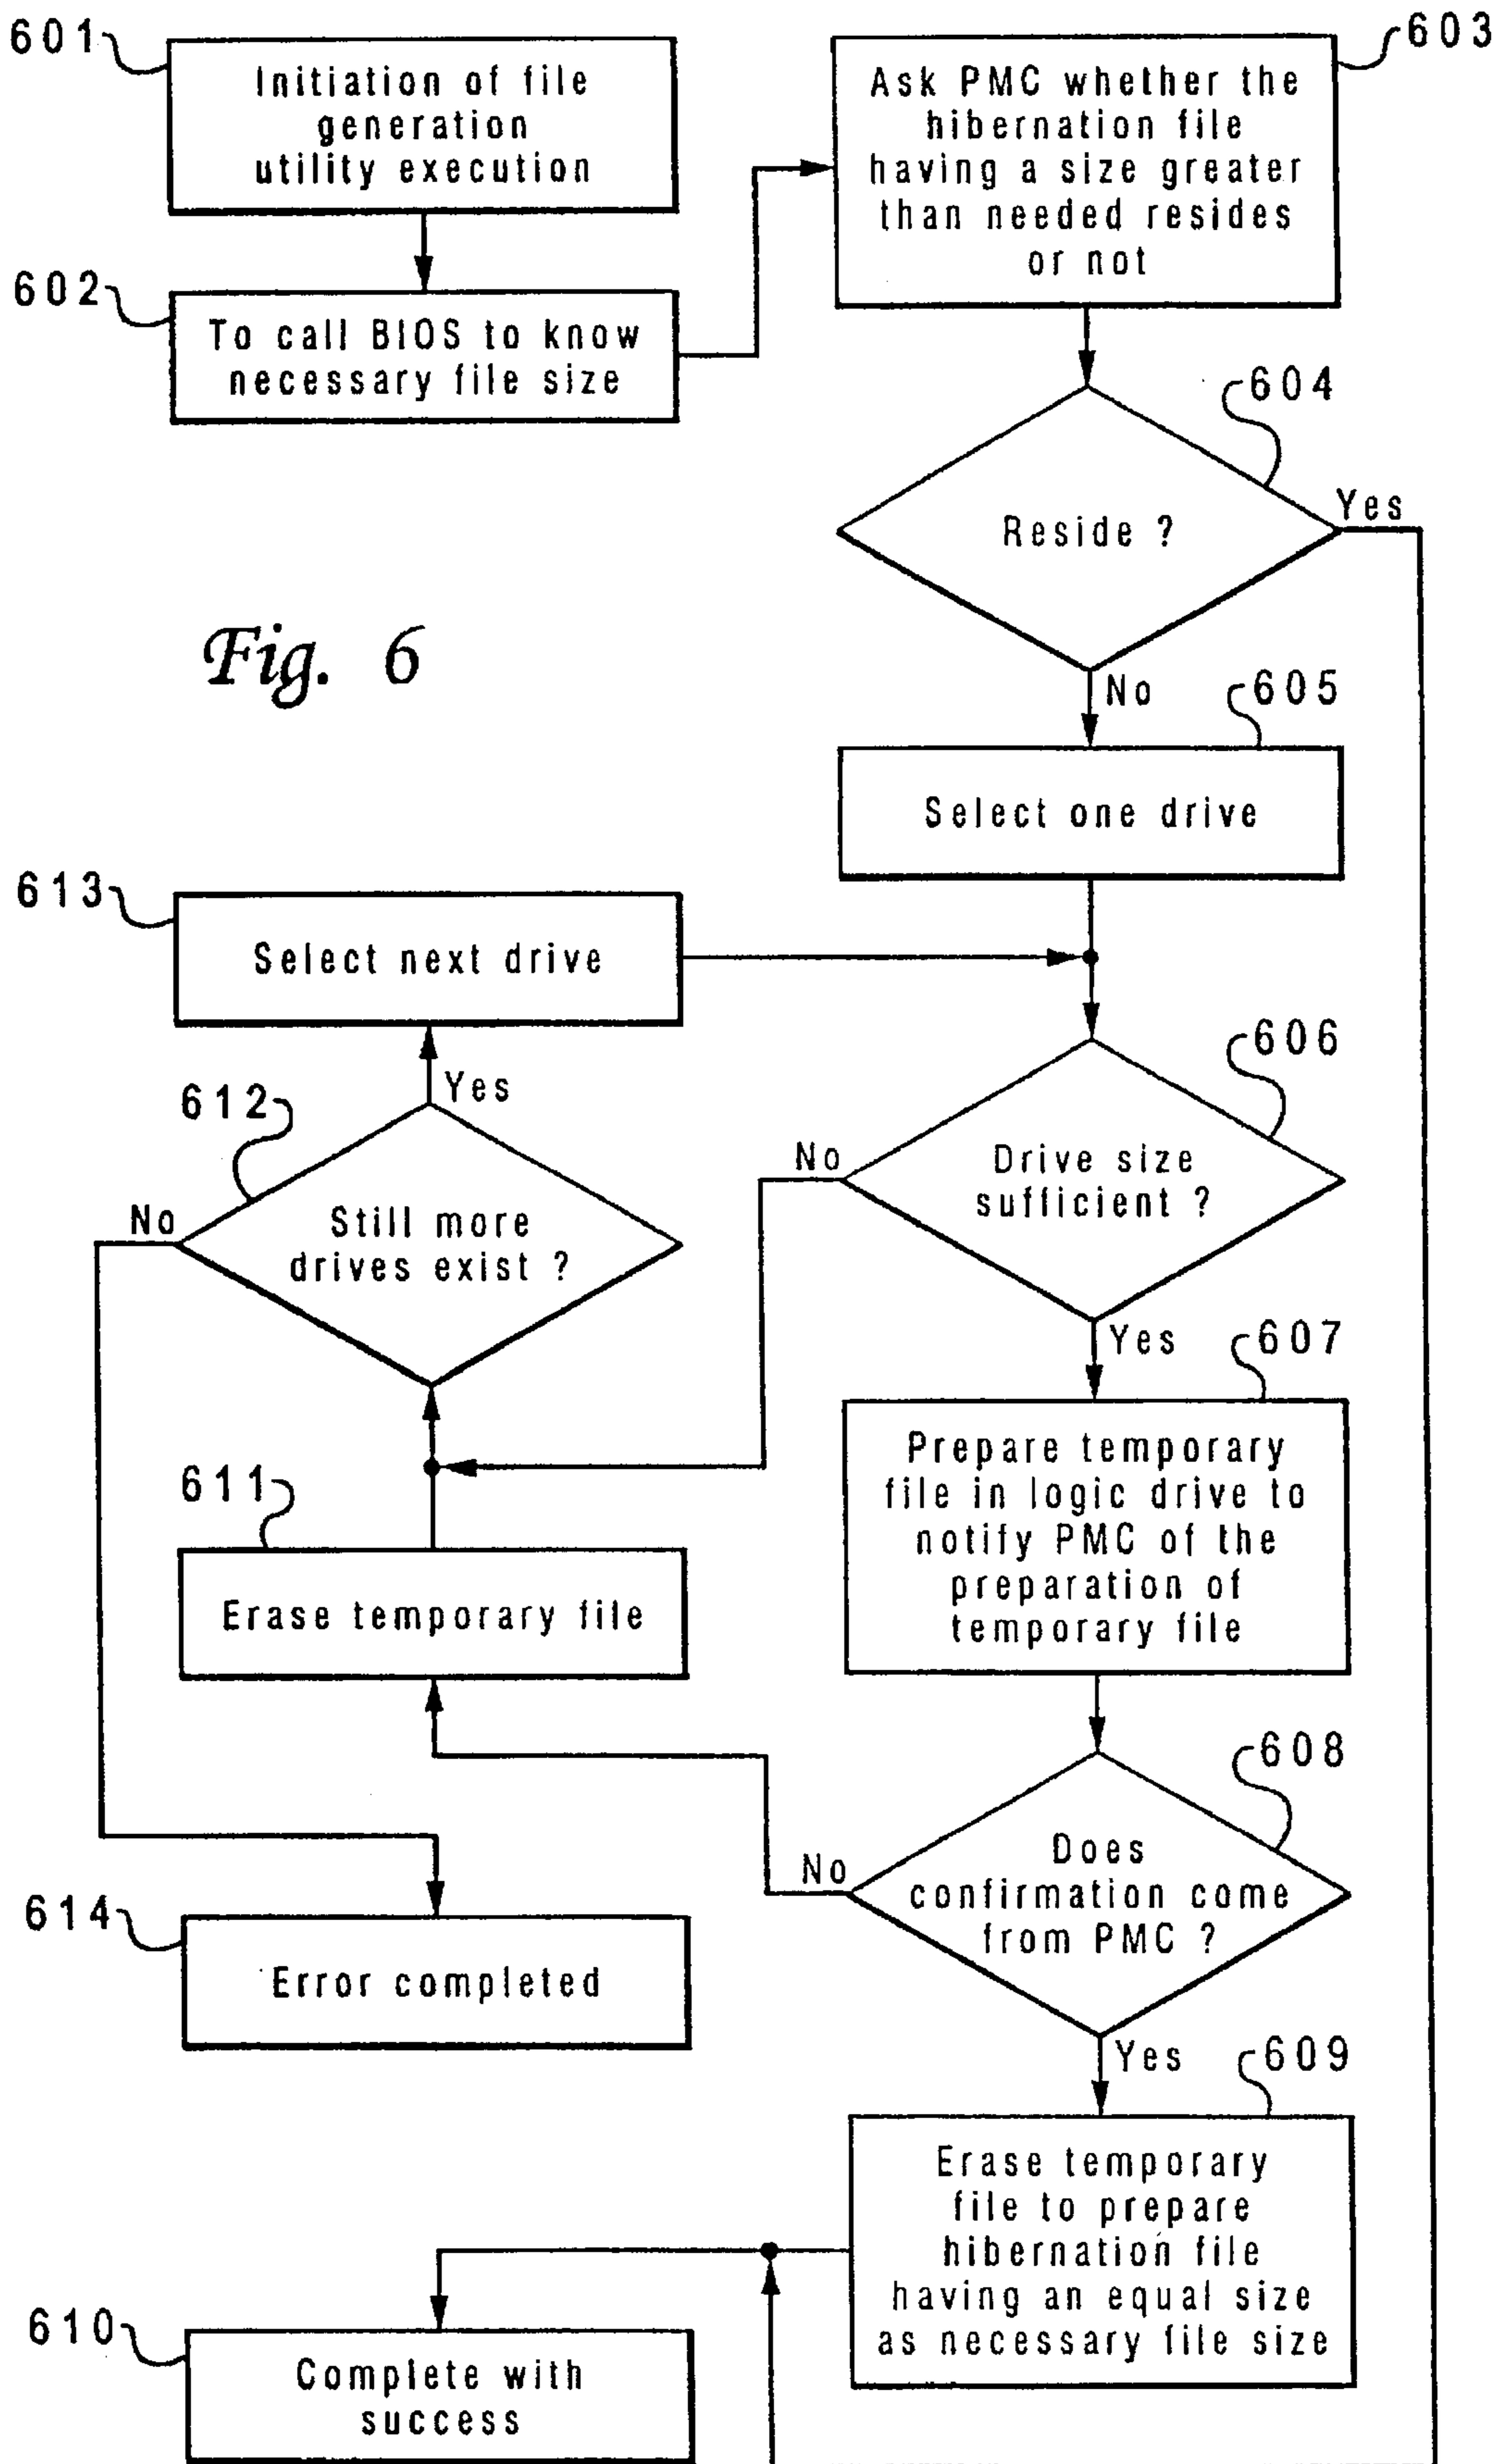 601
Initiation of file
generation
utility execution
602
To call BIOS to know
necessary file size
603
Ask PMC whether the
hibernation file
having a size greater
than needed resides
or not
604
Reside ?
Yes
No
Fig. 6
605
Select one drive
613
Select next drive
606
Drive size
sufficient ?
No
Yes
612
Still more
drives exist ?
Yes
No
607
Prepare temporary
file in logic drive to
notify PMC of the
preparation of
temporary file
611
Erase temporary file
608
Does
confirmation come
from PMC ?
No
Yes
614
Error completed
609
Erase temporary
file to prepare
hibernation file
having an equal size
as necessary file size
610
Complete with
success